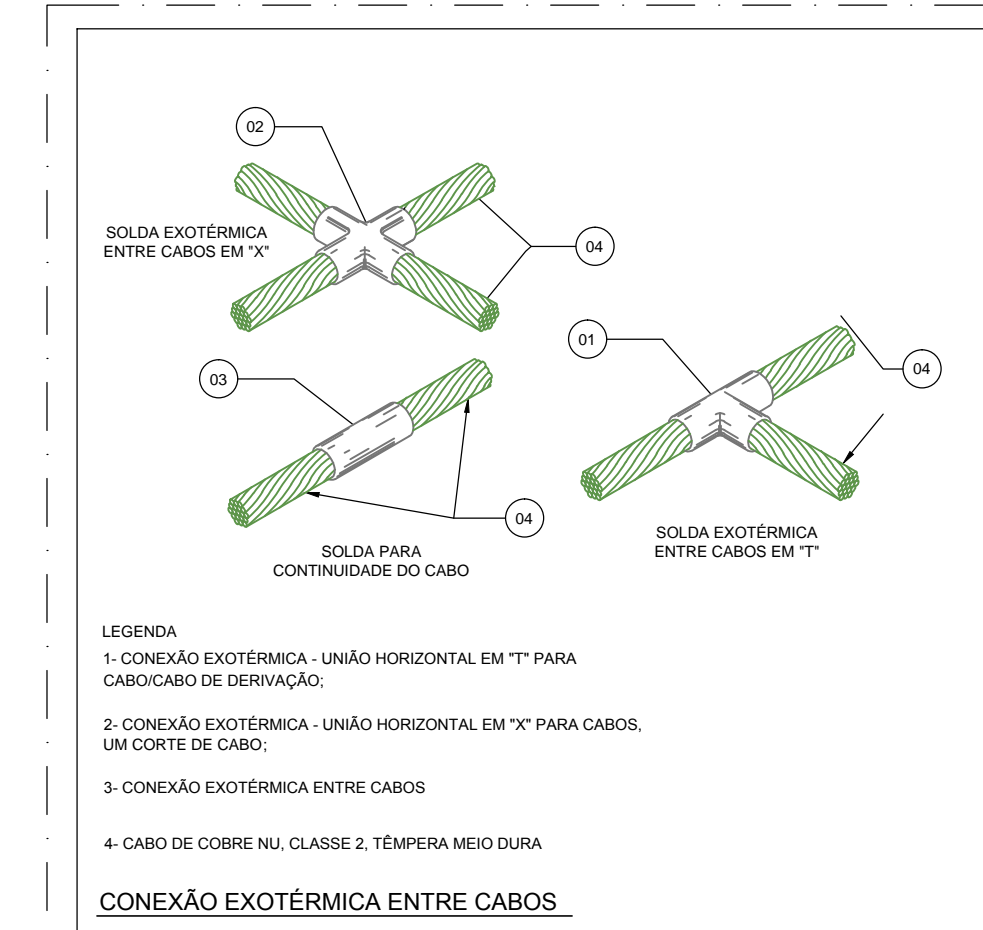 02
SOLDA EXOTÉRMICA
ENTRE CABOS EM "X"
04
01
03
04
04
SOLDA PARA
CONTINUIDADE DO CABO
SOLDA EXOTÉRMICA
ENTRE CABOS EM "T"
LEGENDA
1- CONEXÃO EXOTÉRMICA - UNIÃO HORIZONTAL EM "T" PARA
CABO/CABO DE DERIVAÇÃO;
2- CONEXÃO EXOTÉRMICA - UNIÃO HORIZONTAL EM "X" PARA CABOS,
UM CORTE DE CABO;
3- CONEXÃO EXOTÉRMICA ENTRE CABOS
4- CABO DE COBRE NU, CLASSE 2, TÊMPERA MEIO DURA
CONEXÃO EXOTÉRMICA ENTRE CABOS